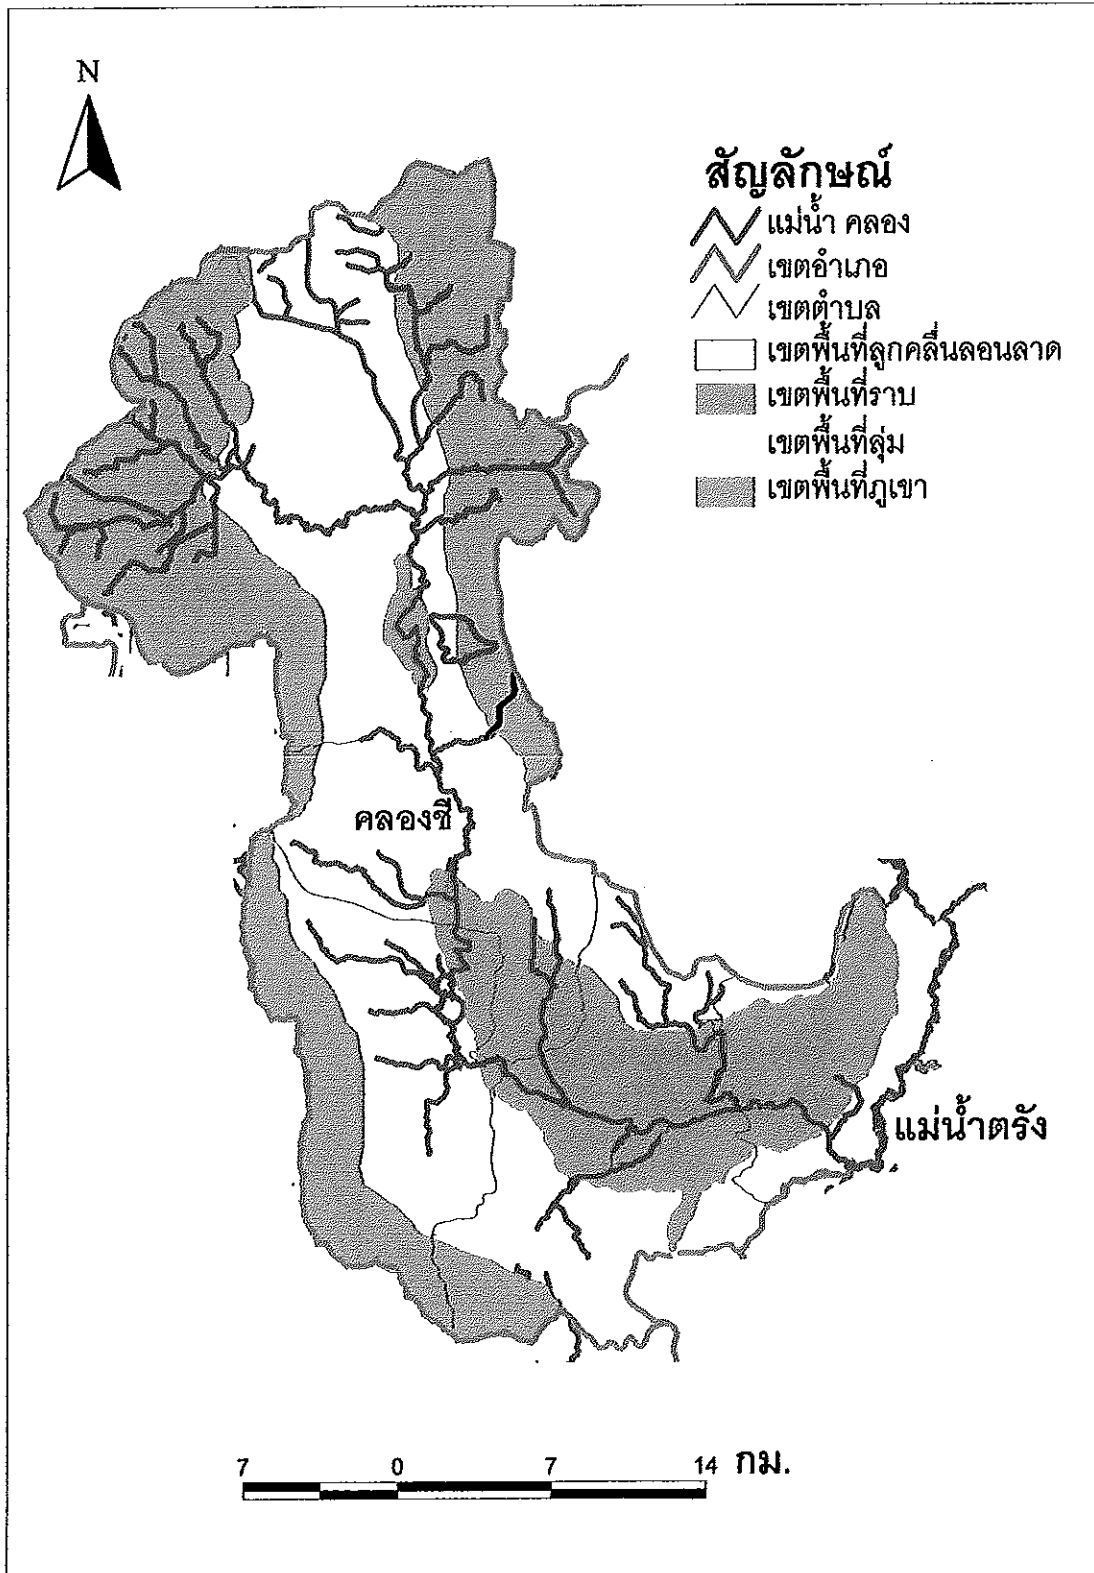 N
สัญลักษณ์
แม่น้ำ คลอง
เขตอำเภอ
เขตตำบล
เขตพื้นที่ลูกคลื่นลอนลาด
เขตพื้นที่ราบ
เขตพื้นที่ลุ่ม
เขตพื้นที่ภูเขา
คลองชี
แม่น้ำตรัง
7 0 7 14 กม.